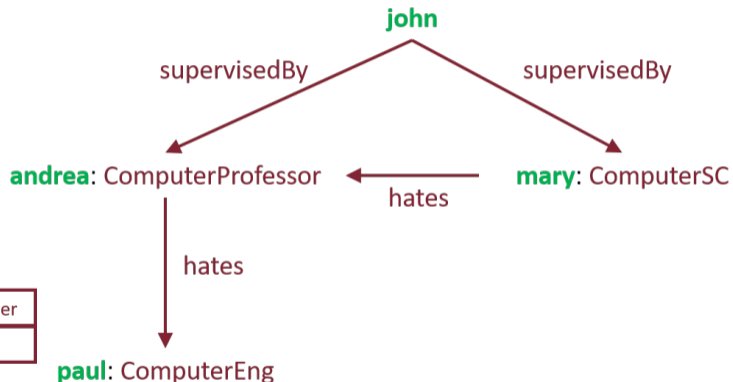 john
supervisedBy supervisedBy
andrea: ComputerProfessor mary: ComputerSC
hates
hates
er
paul: ComputerEng